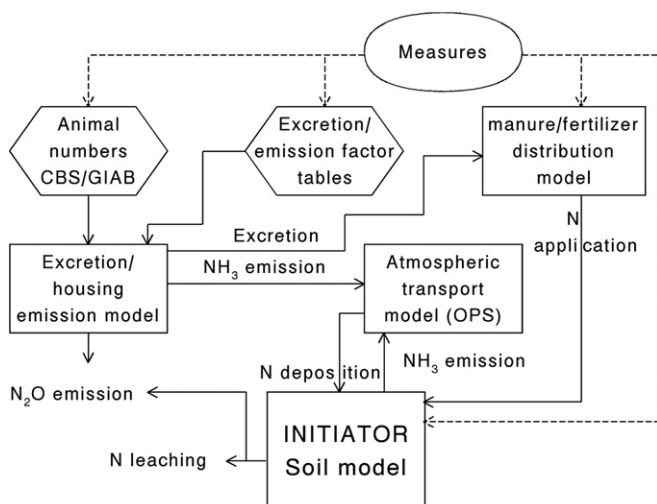 Measures
Animal
numbers
CBS/GIAB
Excretion/
emission factor
tables
manure/fertilizer
distribution
model
Excretion
N
application
Excretion/
housing
emission model
NH₃ emission
Atmospheric
transport
model (OPS)
N deposition
NH₃ emission
N₂O emission
INITIATOR
Soil model
N leaching